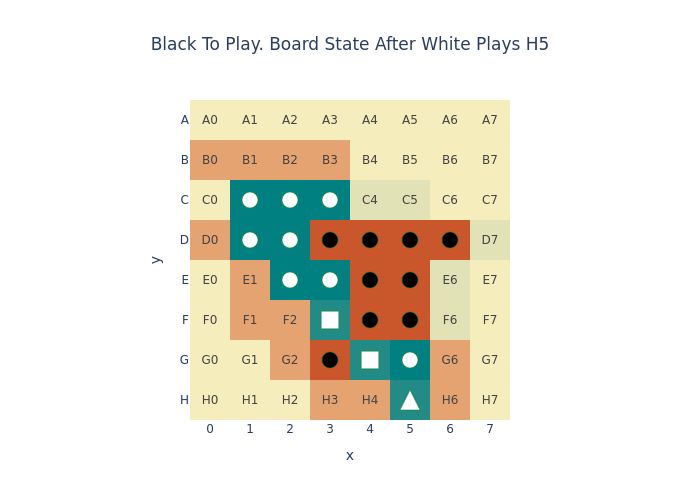 Black To Play. Board State After White Plays H5
A A0 A1 A2 A3 A4 A5 A6 A7
B B0 B1 B2 B3 B4 B5 B6 B7
C C0 C4 C5 C6 C7
D D0 D7
y
E E0 E1 E6 E7
F F0 F1 F2 F6 F7
G G0 G1 G2 G6 G7
H H0 H1 H2 H3 H4 H6 H7
0 1 2 3 4 5 6 7
x